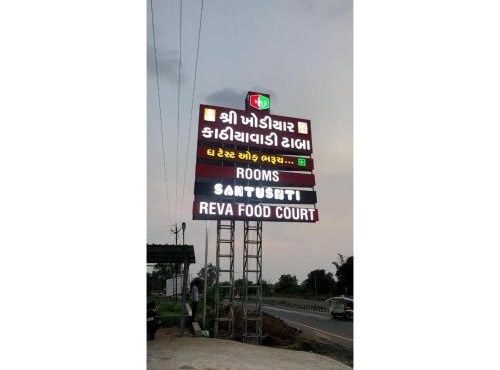 શ્રી ખોડીયાર
કાઠીયાવાડી ઢાબા
ધ ટેસ્ટ ઓફ ભરૂચ...
ROOMS
SANTUSHTI
REVA FOOD COURT